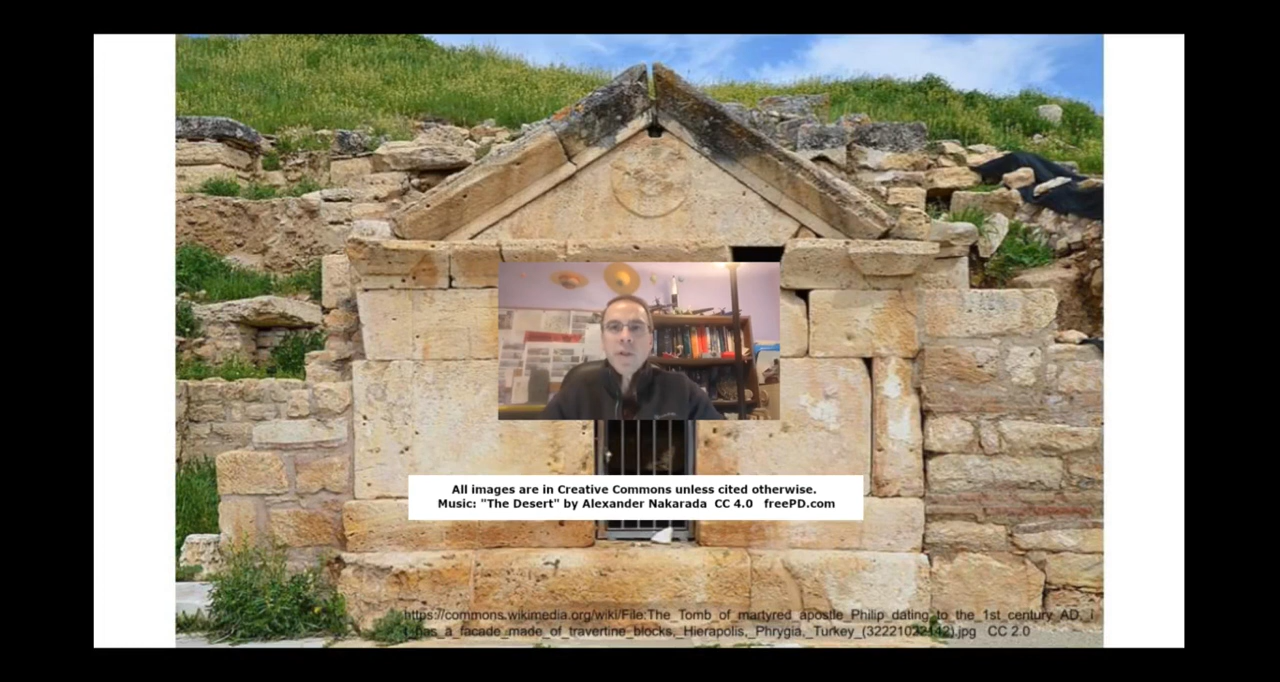 All images are in Creative Commons unless cited otherwise.
Music: "The Desert" by Alexander Nakarada CC 4.0 freePD.com
https://commons.wikimedia.org/wiki/File:The_Tomb_of_martyred_apostle_Philip_dating_to_the_1st_century_AD,_i
t_has_a_facade_made_of_travertine_blocks,_Hierapolis,_Phrygia,_Turkey_(32221022142).jpg CC 2.0